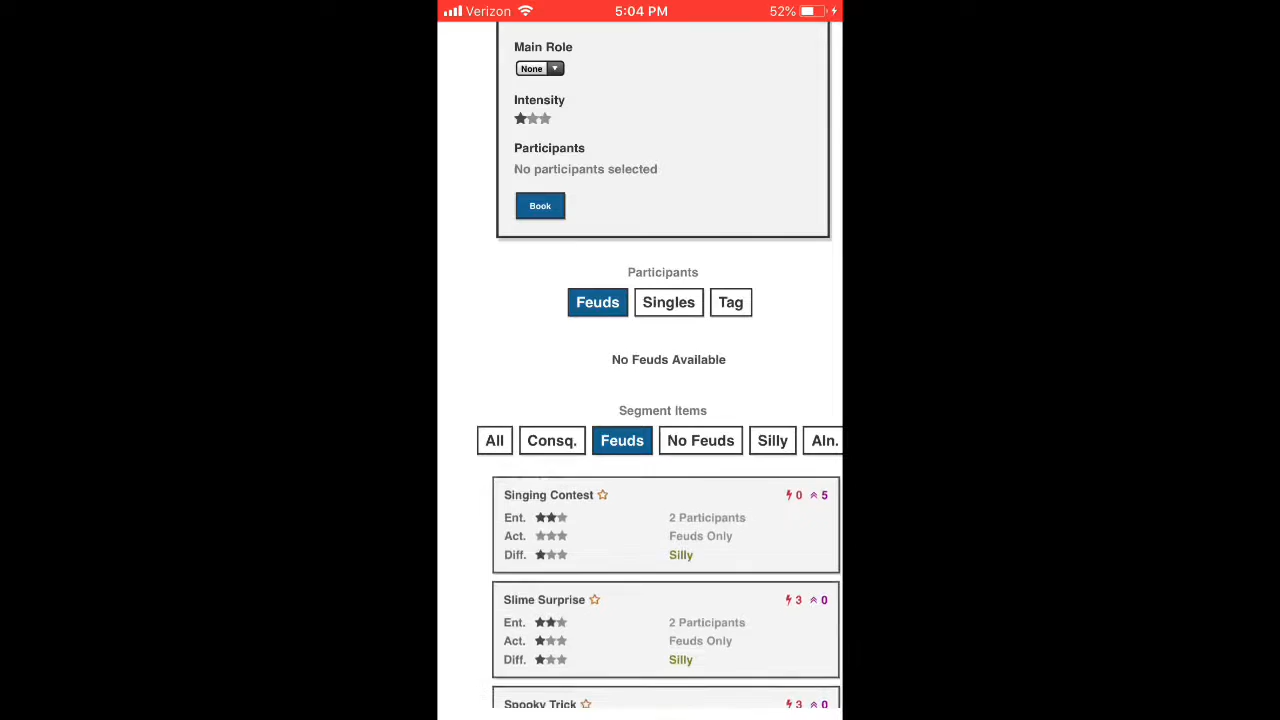 Verizon 5:04 PM 52%
Main Role
None
Intensity
Participants
No participants selected
Book
Participants
Feuds Singles Tag
No Feuds Available
Segment Items
All Consq. Feuds No Feuds Silly Aln.
Singing Contest 0 5
Ent. 2 Participants
Act. Feuds Only
Diff. Silly
Slime Surprise 3 0
Ent. 2 Participants
Act. Feuds Only
Diff. Silly
Spooky Trick 3 0